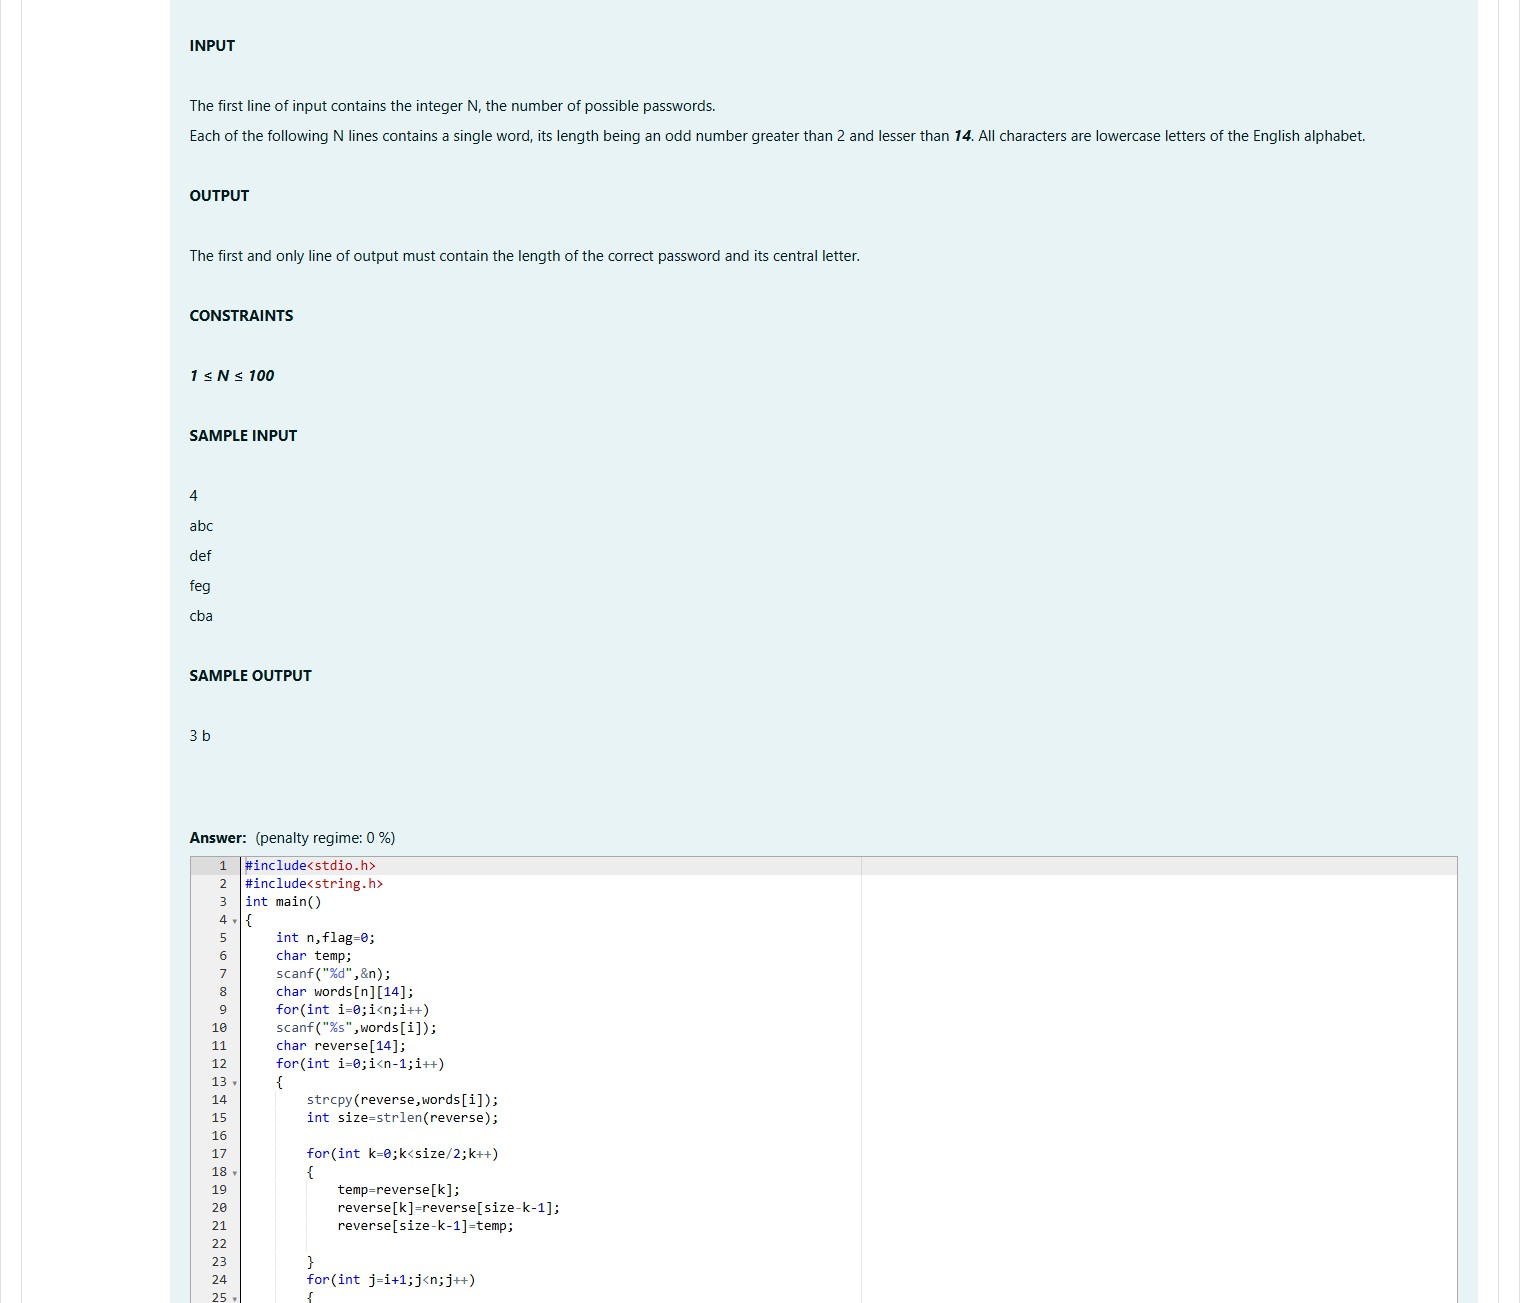 INPUT
The first line of input contains the integer N, the number of possible passwords.
Each of the following N lines contains a single word, its length being an odd number greater than 2 and lesser than 14. All characters are lowercase letters of the English alphabet.
OUTPUT
The first and only line of output must contain the length of the correct password and its central letter.
CONSTRAINTS
1 ≤ N ≤ 100
SAMPLE INPUT
4
abc
def
feg
cba
SAMPLE OUTPUT
3 b
Answer: (penalty regime: 0 %)
1 #include<stdio.h>
2 #include<string.h>
3 int main()
4 {
5     int n,flag=0;
6     char temp;
7     scanf("%d",&n);
8     char words[n][14];
9     for(int i=0;i<n;i++)
10     scanf("%s",words[i]);
11     char reverse[14];
12     for(int i=0;i<n-1;i++)
13     {
14         strcpy(reverse,words[i]);
15         int size=strlen(reverse);
16
17         for(int k=0;k<size/2;k++)
18         {
19             temp=reverse[k];
20             reverse[k]=reverse[size-k-1];
21             reverse[size-k-1]=temp;
22
23         }
24         for(int j=i+1;j<n;j++)
25         {